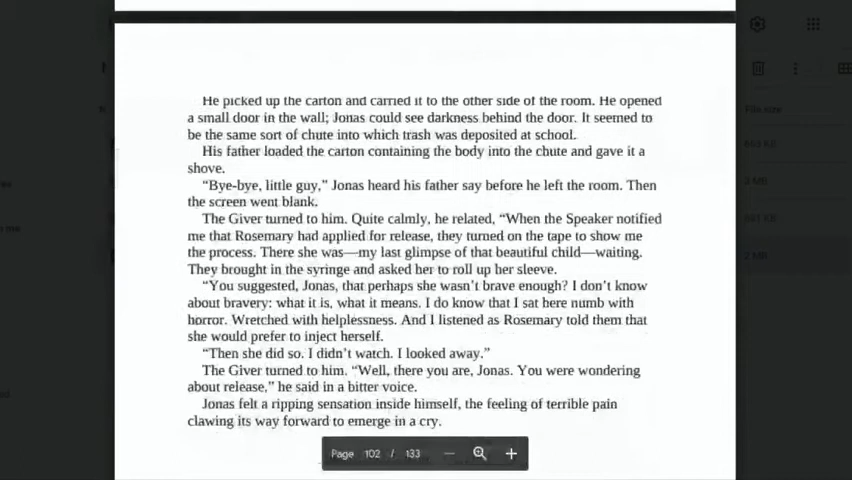 He picked up the carton and carried it to the other side of the room. He opened
a small door in the wall; Jonas could see darkness behind the door. It seemed to
be the same sort of chute into which trash was deposited at school.
His father loaded the carton containing the body into the chute and gave it a
shove.
“Bye-bye, little guy,” Jonas heard his father say before he left the room. Then
the screen went blank.
The Giver turned to him. Quite calmly, he related, “When the Speaker notified
me that Rosemary had applied for release, they turned on the tape to show me
the process. There she was—my last glimpse of that beautiful child—waiting.
They brought in the syringe and asked her to roll up her sleeve.
“You suggested, Jonas, that perhaps she wasn’t brave enough? I don’t know
about bravery: what it is, what it means. I do know that I sat here numb with
horror. Wretched with helplessness. And I listened as Rosemary told them that
she would prefer to inject herself.
“Then she did so. I didn’t watch. I looked away.”
The Giver turned to him. “Well, there you are, Jonas. You were wondering
about release,” he said in a bitter voice.
Jonas felt a ripping sensation inside himself, the feeling of terrible pain
clawing its way forward to emerge in a cry.
Page 102 / 133
File size
2 MB